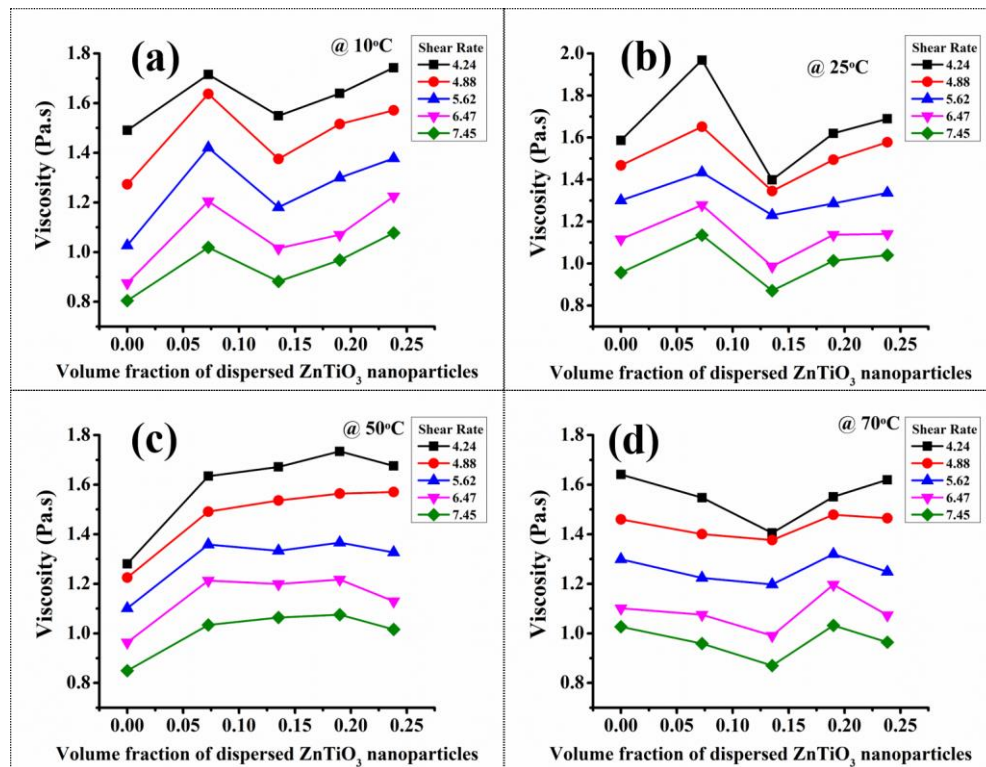 (a)
@ 10°C
Shear Rate
4.24
4.88
5.62
6.47
7.45
1.8
1.6
1.4
1.2
1.0
0.8
Viscosity (Pa.s)
0.00 0.05 0.10 0.15 0.20 0.25
Volume fraction of dispersed ZnTiO₃ nanoparticles
(b)
@ 25°C
Shear Rate
4.24
4.88
5.62
6.47
7.45
2.0
1.8
1.6
1.4
1.2
1.0
0.8
Viscosity (Pa.s)
0.00 0.05 0.10 0.15 0.20 0.25
Volume fraction of dispersed ZnTiO₃ nanoparticles
(c)
@ 50°C
Shear Rate
4.24
4.88
5.62
6.47
7.45
1.8
1.6
1.4
1.2
1.0
0.8
Viscosity (Pa.s)
0.00 0.05 0.10 0.15 0.20 0.25
Volume fraction of dispersed ZnTiO₃ nanoparticles
(d)
@ 70°C
Shear Rate
4.24
4.88
5.62
6.47
7.45
1.8
1.6
1.4
1.2
1.0
0.8
Viscosity (Pa.s)
0.00 0.05 0.10 0.15 0.20 0.25
Volume fraction of dispersed ZnTiO₃ nanoparticles